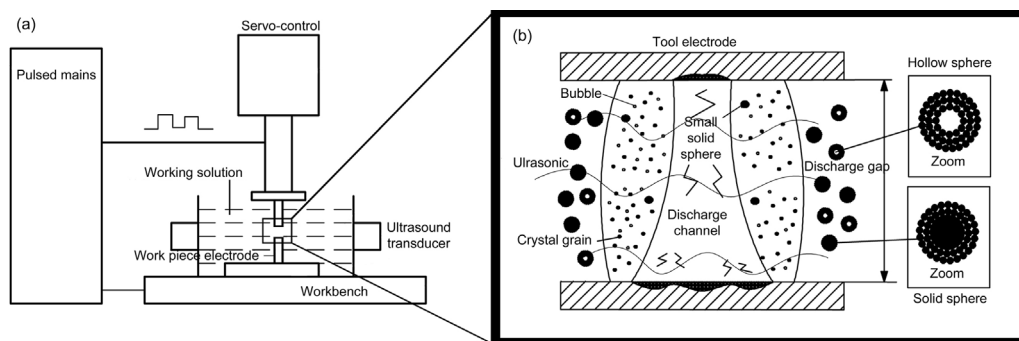 (a)
Servo-control
Pulsed mains
Working solution
Ultrasound
transducer
Work piece electrode
Workbench
(b)
Tool electrode
Hollow sphere
Bubble
Small
solid
sphere
Zoom
Ulrasonic
Discharge gap
Discharge
channel
Crystal grain
Zoom
Solid sphere